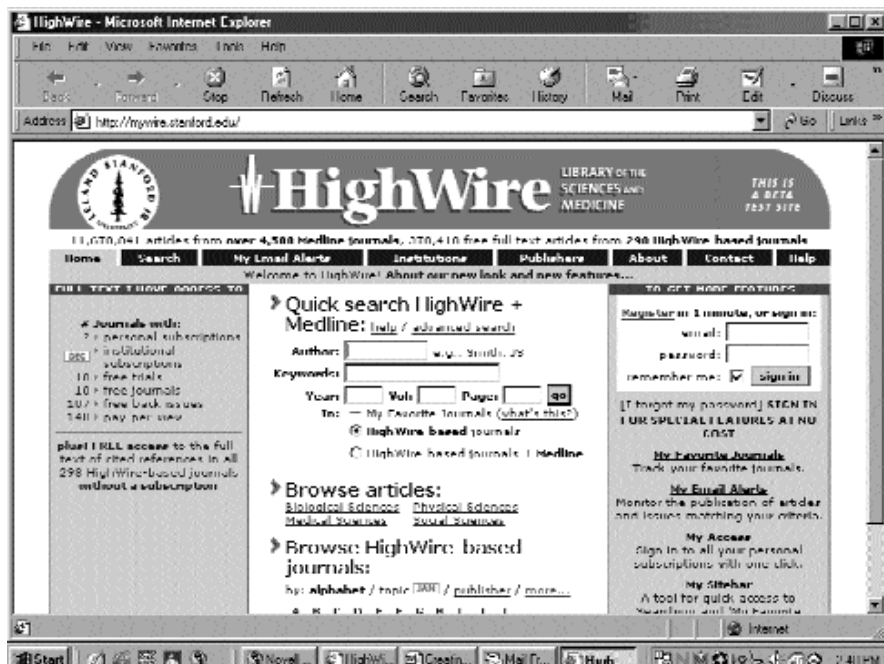 HighWire - Microsoft Internet Explorer
File Edit View Favorites Tools Help
Back Forward Stop Refresh Home Search Favorites History Mail Print Edit Discuss
Address http://mywire.stanford.edu/ Go Links »
HighWire LIBRARY OF THE SCIENCES AND MEDICINE
THIS IS A BETA TEST SITE
articles from over 4,500 Medline journals, free full text articles from 298 HighWire-based journals
Home Search My Email Alerts Institutions Publishers About Contact Help
Welcome to HighWire! About our new look and new features...
FULL TEXT I HAVE ACCESS TO
# Journals with:
? personal subscriptions
institutional subscriptions
free trials
free journals
free back issues
pay per view
plus! FREE access to the full
text of cited references in all
298 HighWire-based journals
without a subscription
Quick search HighWire +
Medline: help / advanced search
Author: e.g., Smith, JS
Keywords:
Year: Vol: Page: go
In: My Favorite Journals (what's this?)
HighWire-based journals
HighWire-based journals + Medline
Browse articles:
Biological Sciences Physical Sciences
Medical Sciences Social Sciences
Browse HighWire-based
journals:
by: alphabet / topic / publisher / more...
TO GET MORE FEATURES
Register in 1 minute, or sign in:
email:
password:
remember me: sign in
[I forgot my password] SIGN IN
FOR SPECIAL FEATURES AT NO
COST
My Favorite Journals
Track your favorite journals.
My Email Alerts
Monitor the publication of articles
and issues matching your criteria.
My Access
Sign in to all your personal
subscriptions with one click.
My Sitebar
A tool for quick access to
Internet
Start Novell... HighWi... Creatin... Mail Fr...